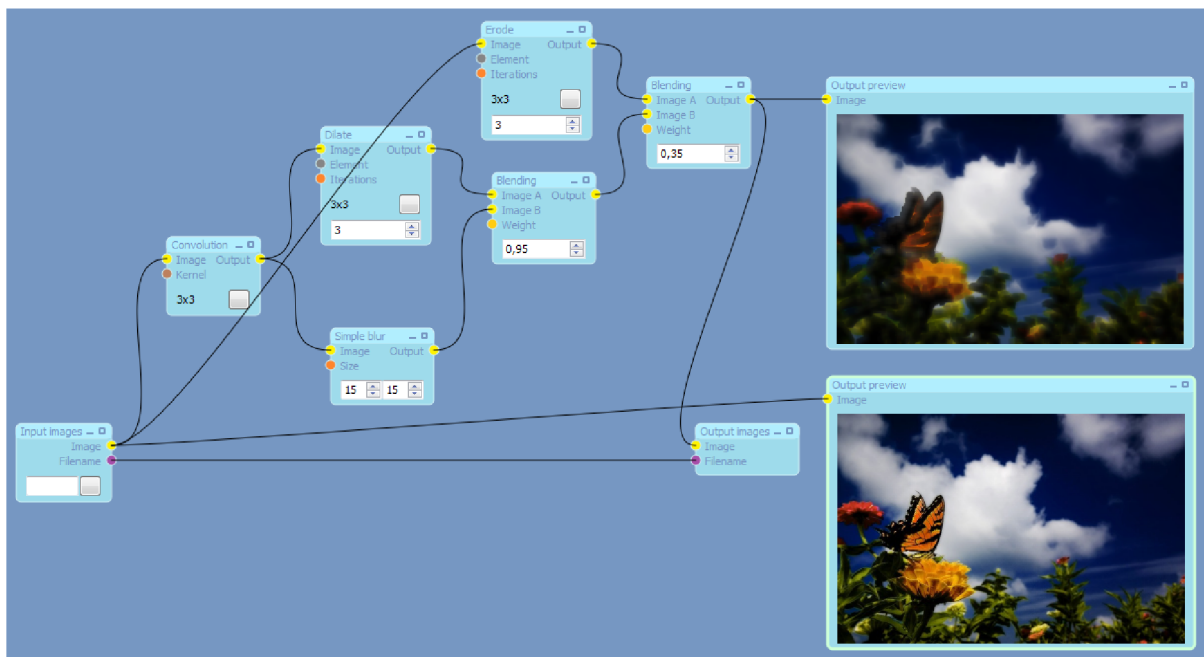 Erode
Image Output
Element
Iterations
3x3
3
Blending
Image A Output
Image B
Weight
0,35
Output preview
Image
Dilate
Image Output
Element
Iterations
3x3
3
Blending
Image A Output
Image B
Weight
0,95
Convolution
Image Output
Kernel
3x3
Simple blur
Image Output
Size
15 15
Output preview
Image
Input images
Image
Filename
Output images
Image
Filename